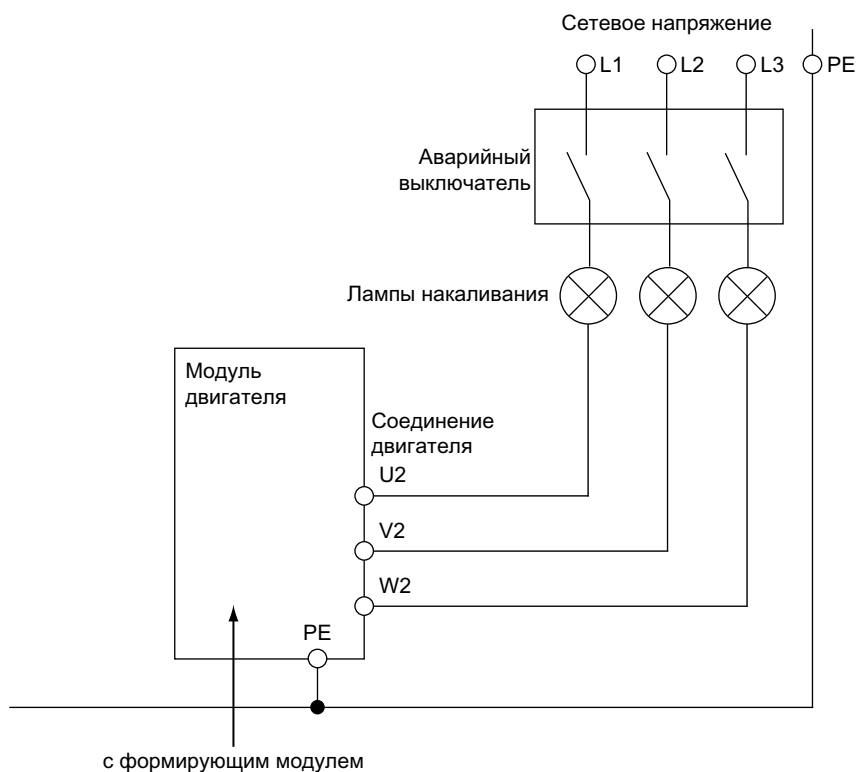 Сетевое напряжение
L1
L2
L3
PE
Аварийный
выключатель
Лампы накаливания
Модуль
двигателя
Соединение
двигателя
U2
V2
W2
PE
с формирующим модулем